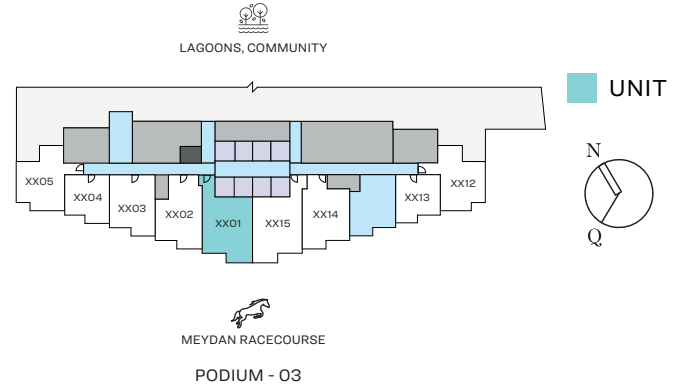 LAGOONS, COMMUNITY
UNIT
N
Q
XX05
XX04
XX03
XX02
XX01
XX15
XX14
XX13
XX12
MEYDAN RACECOURSE
PODIUM - 03